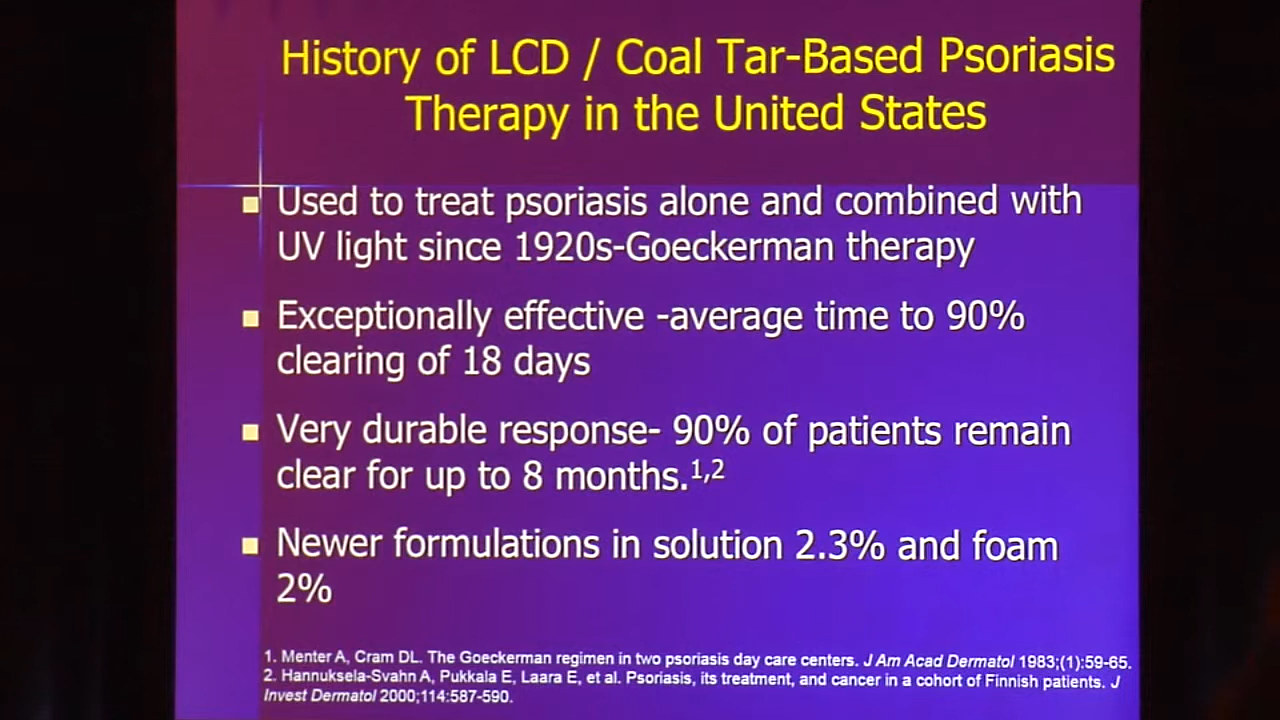 History of LCD / Coal Tar-Based Psoriasis
Therapy in the United States
Used to treat psoriasis alone and combined with
UV light since 1920s-Goeckerman therapy
Exceptionally effective -average time to 90%
clearing of 18 days
Very durable response- 90% of patients remain
clear for up to 8 months.1,2
Newer formulations in solution 2.3% and foam
2%
1. Menter A, Cram DL. The Goeckerman regimen in two psoriasis day care centers. J Am Acad Dermatol 1983;(1):59-65.
2. Hannuksela-Svahn A, Pukkala E, Laara E, et al. Psoriasis, its treatment, and cancer in a cohort of Finnish patients. J
Invest Dermatol 2000;114:587-590.